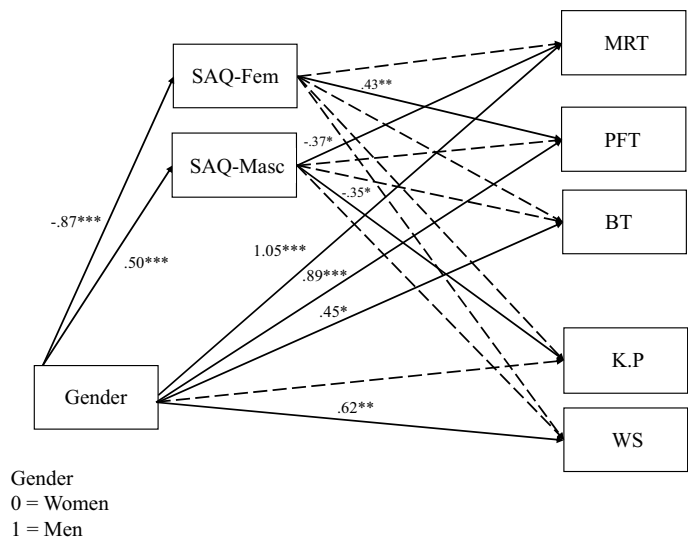 MRT
SAQ-Fem
.43**
PFT
-.37*
SAQ-Masc
-.35*
BT
-.87***
1.05***
.50***
.89***
.45*
K.P
Gender
.62**
WS
Gender
0 = Women
1 = Men